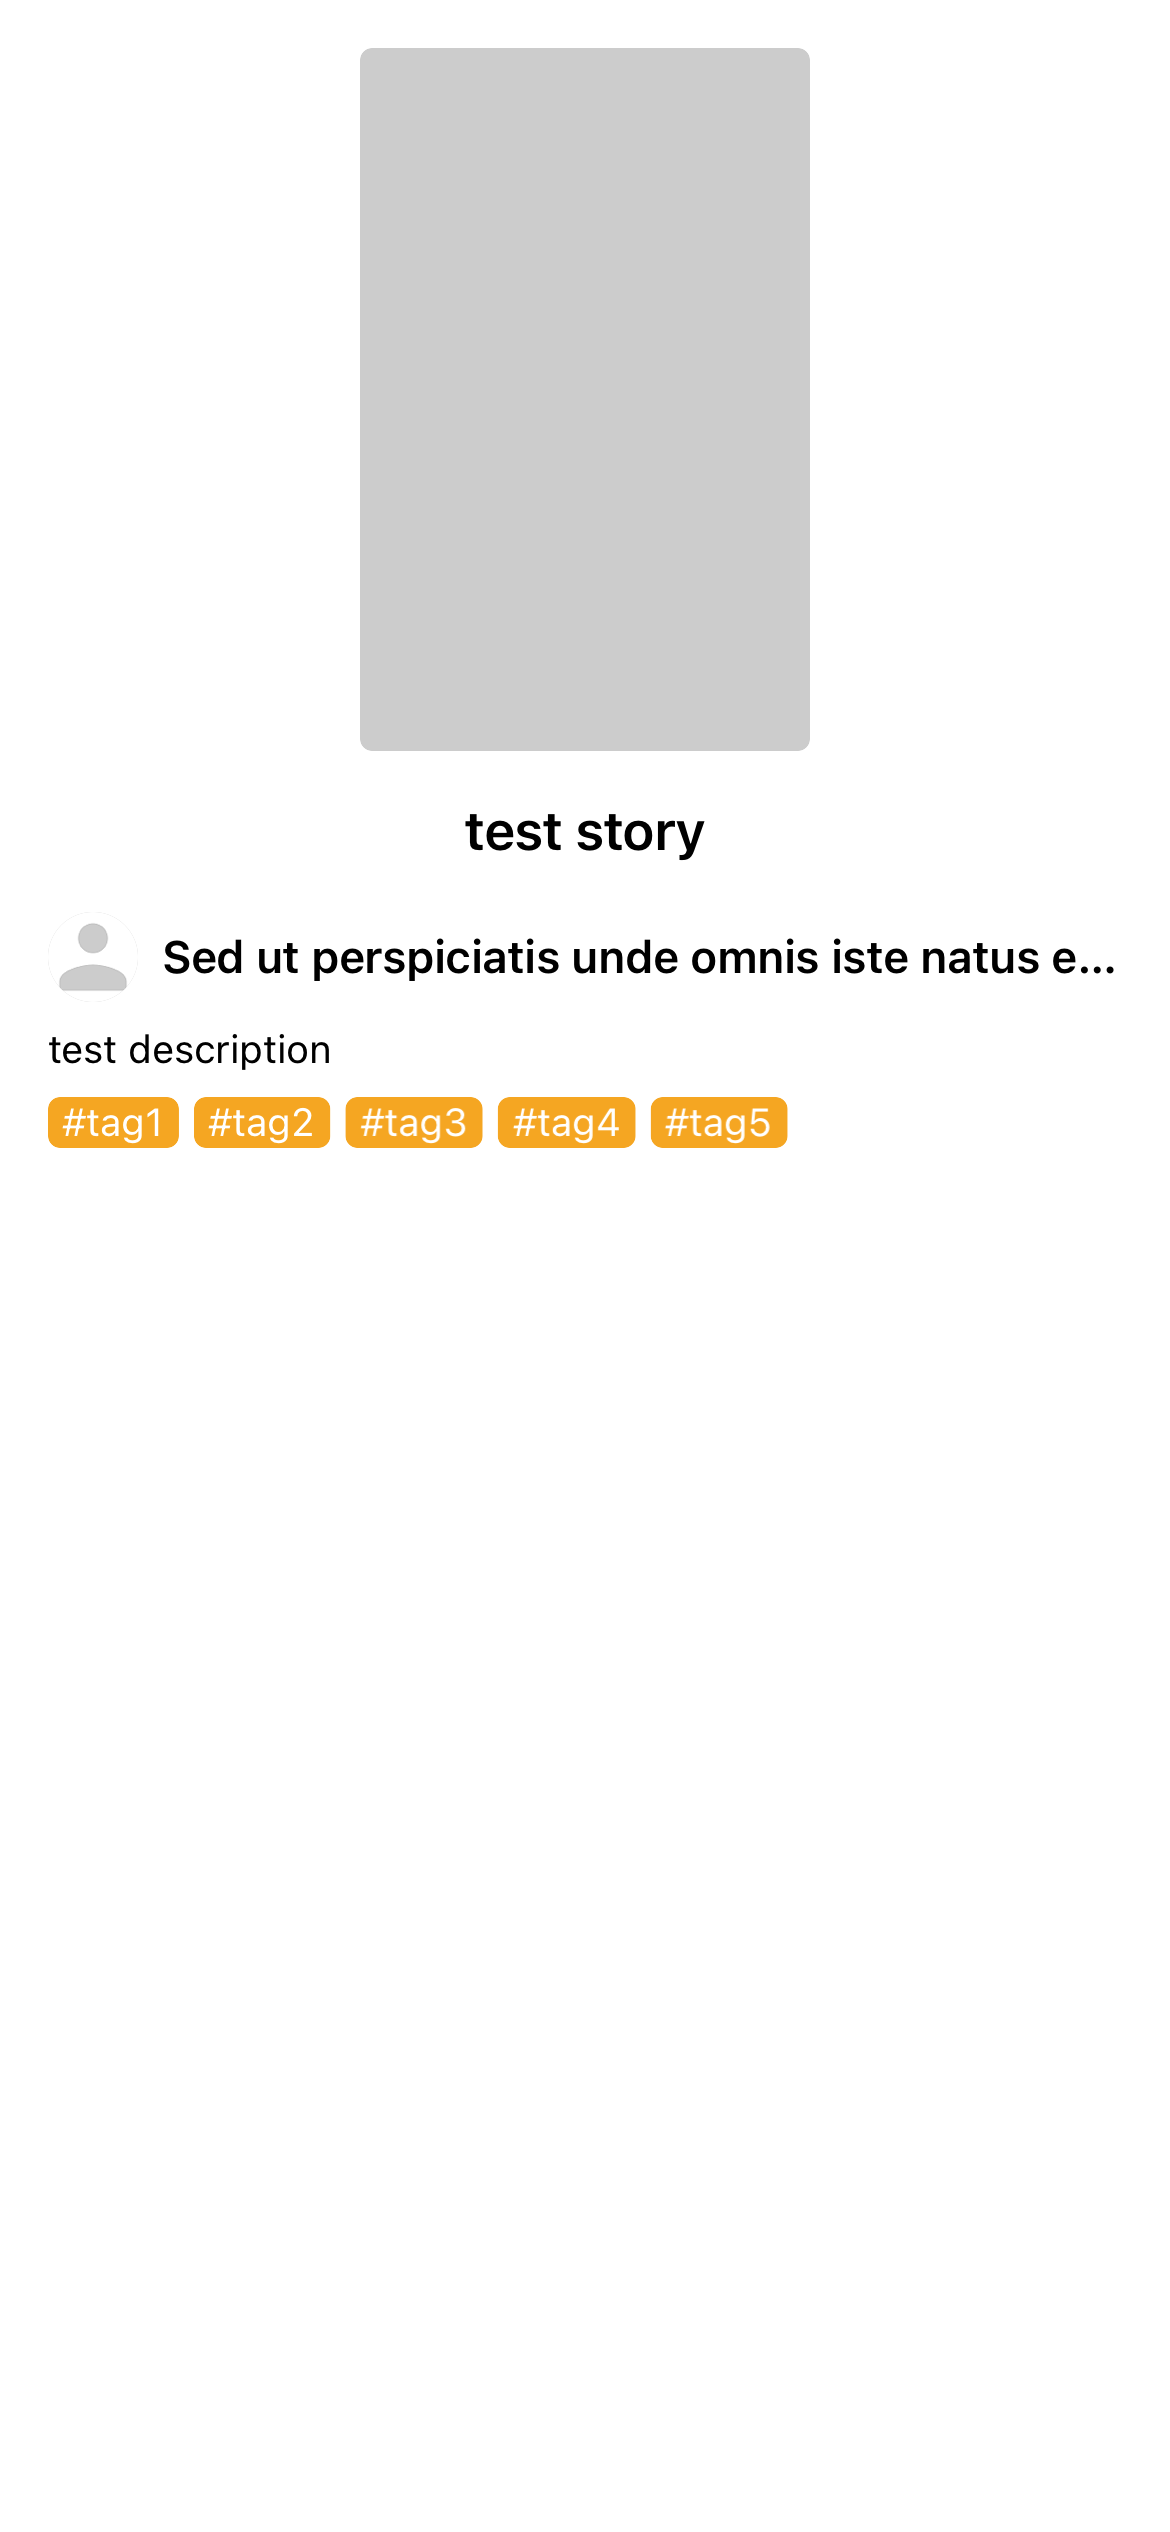 test story
Sed ut perspiciatis unde omnis iste natus e...
test description
#tag1 #tag2 #tag3 #tag4 #tag5